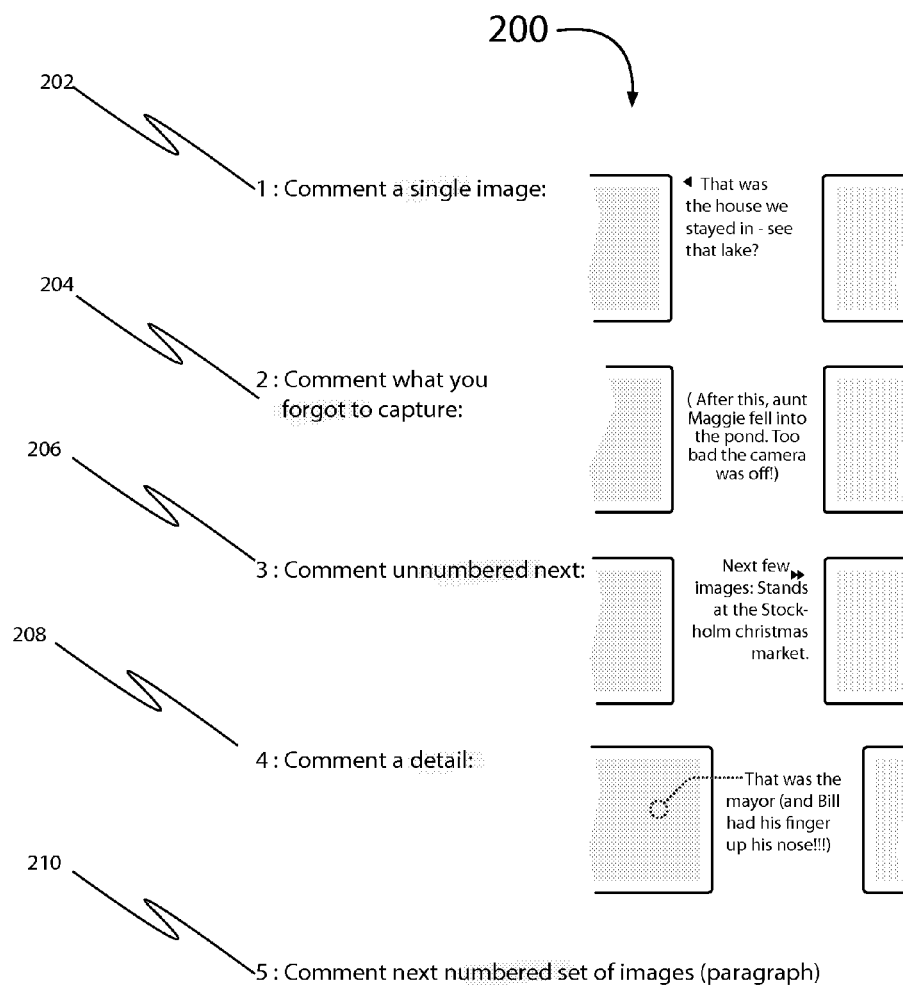 200
202
1 : Comment a single image:
That was
the house we
stayed in - see
that lake?
204
2 : Comment what you
forgot to capture:
( After this, aunt
Maggie fell into
the pond. Too
bad the camera
was off!)
206
3 : Comment unnumbered next:
Next few
images: Stands
at the Stock-
holm christmas
market.
208
4 : Comment a detail:
That was the
mayor (and Bill
had his finger
up his nose!!!)
210
5 : Comment next numbered set of images (paragraph)